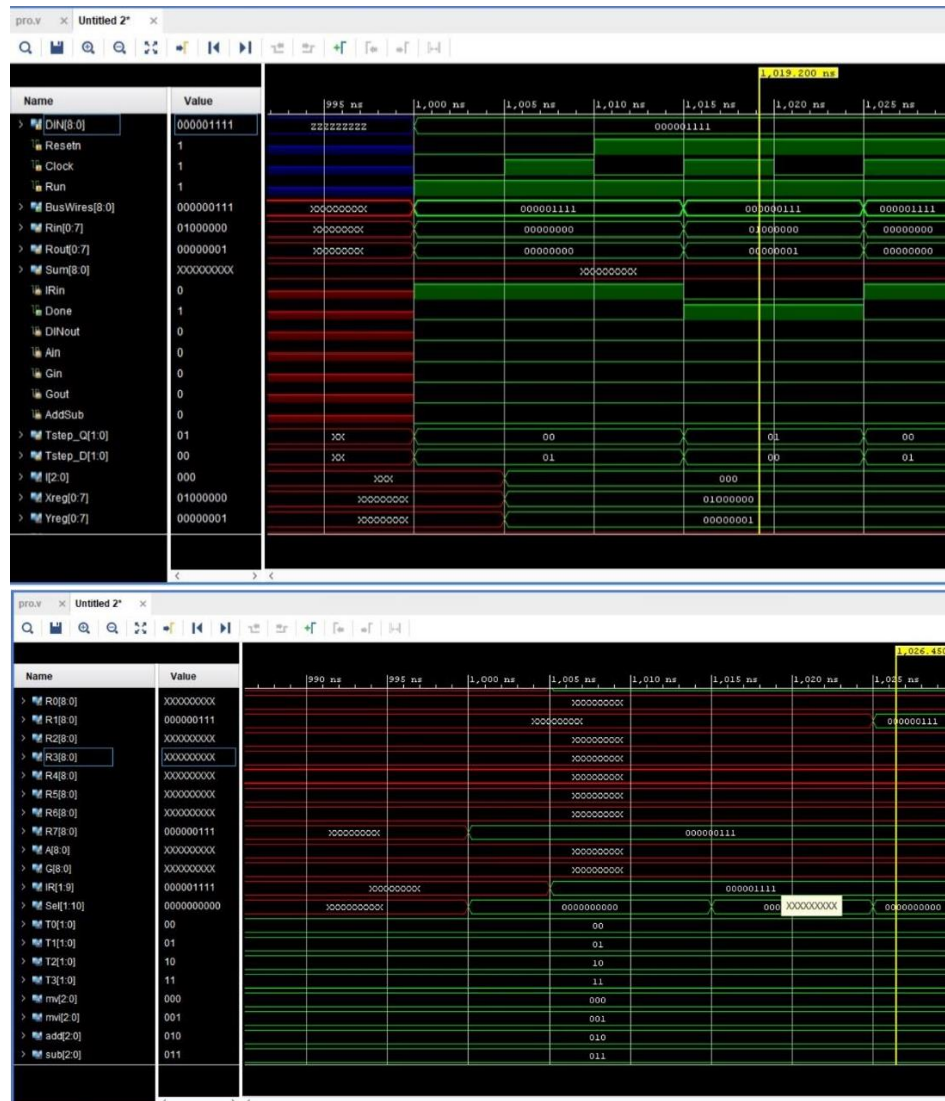 pro.v × Untitled 2* ×
1,019.200 ns
Name Value 995 ns 1,000 ns 1,005 ns 1,010 ns 1,015 ns 1,020 ns 1,025 ns
DIN[8:0] 000001111 ZZZZZZZZZ 000001111
Resetn 1
Clock 1
Run 1
BusWires[8:0] 000000111 XXXXXXXXX 000001111 000000111 000001111
Rin[0:7] 01000000 XXXXXXXX 00000000 01000000 00000000
Rout[0:7] 00000001 XXXXXXXX 00000000 00000001 00000000
Sum[8:0] XXXXXXXXX XXXXXXXXX
IRin 0
Done 1
DINout 0
Ain 0
Gin 0
Gout 0
AddSub 0
Tstep_Q[1:0] 01 XX 00 01 00
Tstep_D[1:0] 00 XX 01 00 01
I[2:0] 000 XXX 000
Xreg[0:7] 01000000 XXXXXXXX 01000000
Yreg[0:7] 00000001 XXXXXXXX 00000001
pro.v × Untitled 2* ×
1,026.450
Name Value 990 ns 995 ns 1,000 ns 1,005 ns 1,010 ns 1,015 ns 1,020 ns 1,025 ns
R0[8:0] XXXXXXXXX XXXXXXXXX
R1[8:0] 000000111 XXXXXXXXX 000000111
R2[8:0] XXXXXXXXX XXXXXXXXX
R3[8:0] XXXXXXXXX XXXXXXXXX
R4[8:0] XXXXXXXXX XXXXXXXXX
R5[8:0] XXXXXXXXX XXXXXXXXX
R6[8:0] XXXXXXXXX XXXXXXXXX
R7[8:0] 000000111 XXXXXXXXX 000000111
A[8:0] XXXXXXXXX XXXXXXXXX
G[8:0] XXXXXXXXX XXXXXXXXX
IR[1:9] 000001111 XXXXXXXXX 000001111
Sel[1:10] 0000000000 XXXXXXXXXX 0000000000 000 XXXXXXXXX 0000000000
T0[1:0] 00 00
T1[1:0] 01 01
T2[1:0] 10 10
T3[1:0] 11 11
mv[2:0] 000 000
mvi[2:0] 001 001
add[2:0] 010 010
sub[2:0] 011 011